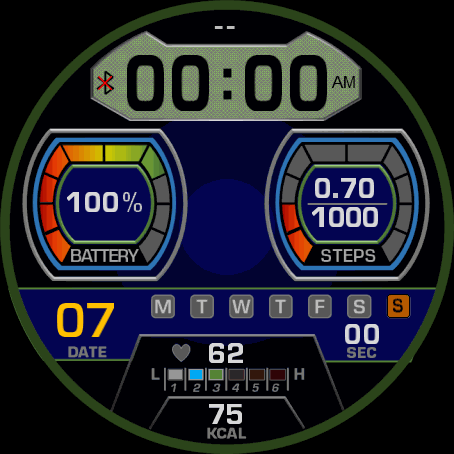 --
00:00 AM
100%
BATTERY
0.70
1000
STEPS
M T W T F S S
07
DATE
00
SEC
62
L H
1 2 3 4 5 6
75
KCAL